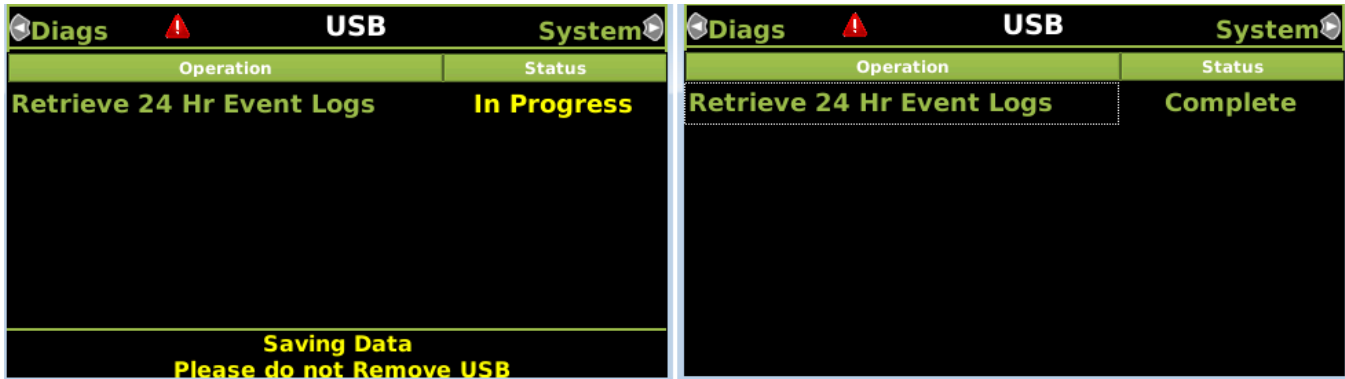 Diags USB System
Operation Status
Retrieve 24 Hr Event Logs In Progress
Saving Data
Please do not Remove USB
Diags USB System
Operation Status
Retrieve 24 Hr Event Logs Complete